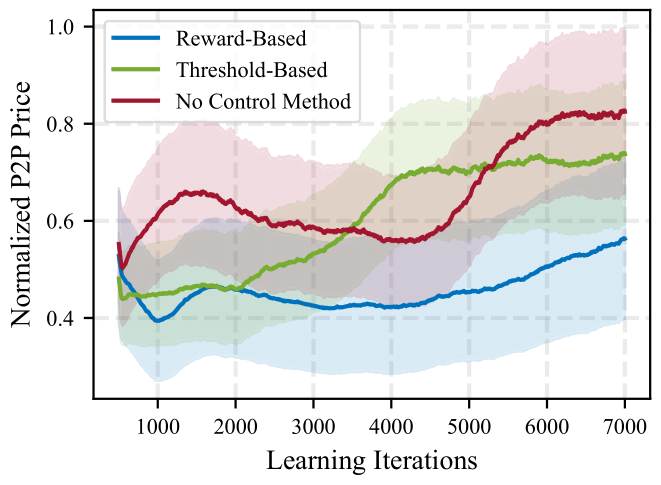 Reward-Based
Threshold-Based
No Control Method
Normalized P2P Price
1.0
0.8
0.6
0.4
1000 2000 3000 4000 5000 6000 7000
Learning Iterations